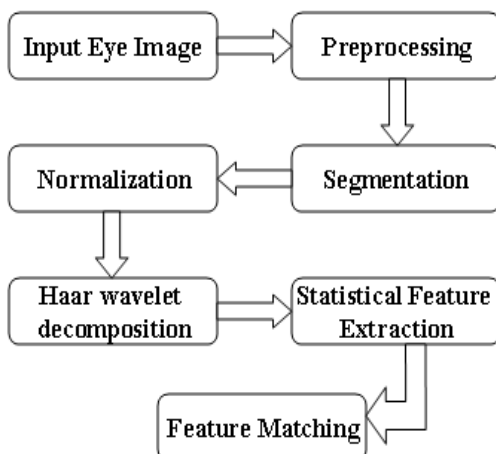 Input Eye Image
Preprocessing
Segmentation
Normalization
Haar wavelet
decomposition
Statistical Feature
Extraction
Feature Matching